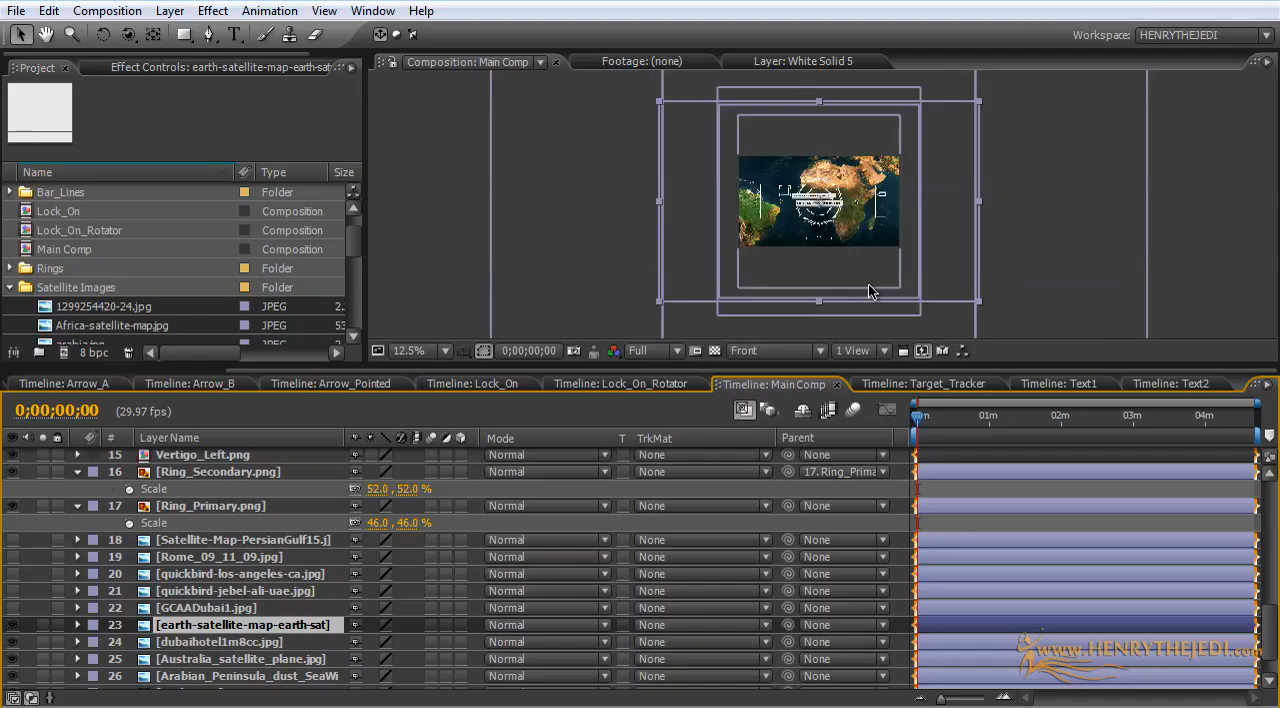 File Edit Composition Layer Effect Animation View Window Help
Workspace: HENRYTHEJEDI
Project Effect Controls: earth-satellite-map-earth-sat
Composition: Main Comp Footage: (none) Layer: White Solid 5
Name Type Size
Bar_Lines Folder
Lock_On Composition
Lock_On_Rotator Composition
Main Comp Composition
Rings Folder
Satellite Images Folder
1299254420-24.jpg JPEG 2.
Africa-satellite-map.jpg JPEG 53
arabia.jpg JPEG
8 bpc
12.5% 0;00;00;00 Full Front 1 View
Timeline: Arrow_A Timeline: Arrow_B Timeline: Arrow_Pointed Timeline: Lock_On Timeline: Lock_On_Rotator Timeline: Main Comp Timeline: Target_Tracker Timeline: Text1 Timeline: Text2
0;00;00;00 (29.97 fps)
m 01m 02m 03m 04m
# Layer Name Mode T TrkMat Parent
15 Vertigo_Left.png Normal None None
16 [Ring_Secondary.png] Normal None 17.Ring_Prima
Scale 52.0, 52.0 %
17 [Ring_Primary.png] Normal None None
Scale 46.0, 46.0 %
18 [Satellite-Map-PersianGulf15.j] Normal None None
19 [Rome_09_11_09.jpg] Normal None None
20 [quickbird-los-angeles-ca.jpg] Normal None None
21 [quickbird-jebel-ali-uae.jpg] Normal None None
22 [GCAADubai1.jpg] Normal None None
23 [earth-satellite-map-earth-sat] Normal None None
24 [dubaihotel1m8cc.jpg] Normal None None
25 [Australia_satellite_plane.jpg] Normal None None
26 [Arabian_Peninsula_dust_SeaWi Normal None None
www.HENRYTHEJEDI.com